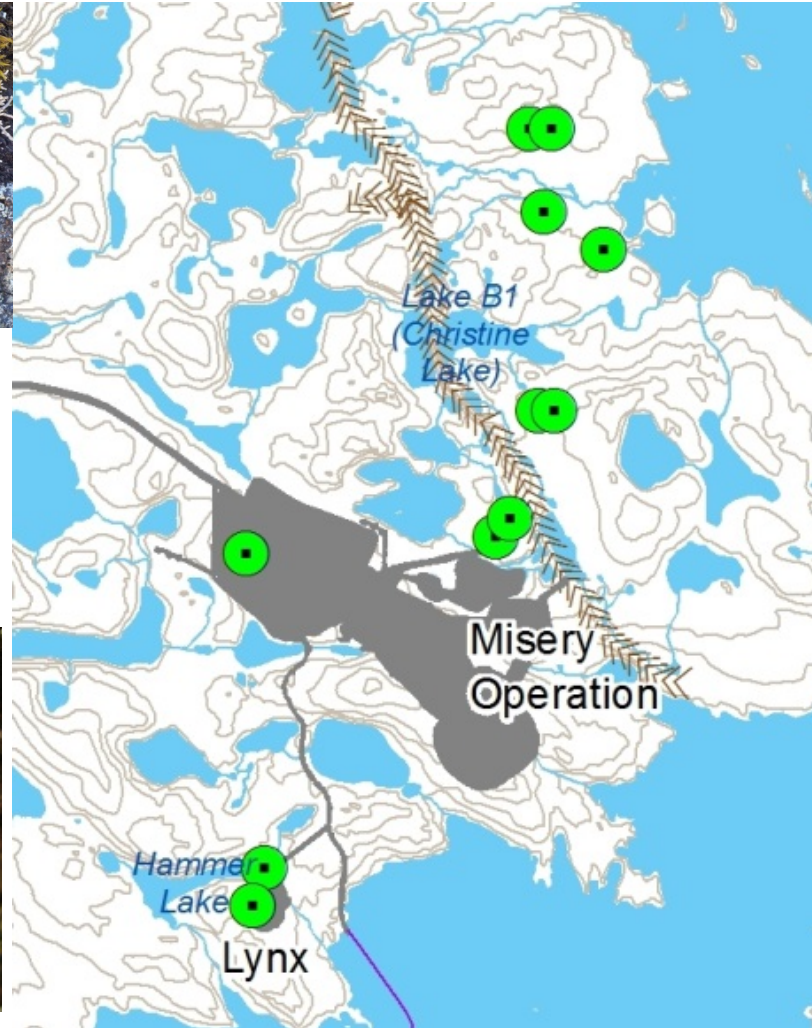 Lake B1
(Christine
Lake)
Misery
Operation
Hammer
Lake
Lynx